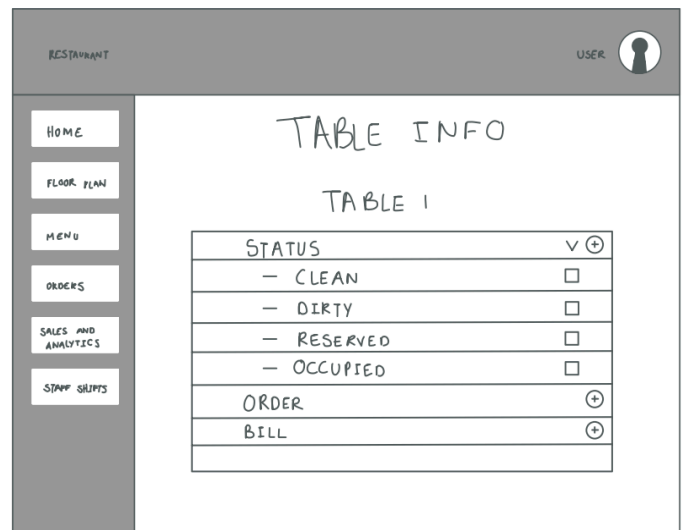 RESTAURANT
USER
HOME
FLOOR PLAN
MENU
ORDERS
SALES AND
ANALYTICS
STAFF SHIFTS
TABLE INFO
TABLE 1
STATUS V +
- CLEAN
- DIRTY
- RESERVED
- OCCUPIED
ORDER +
BILL +